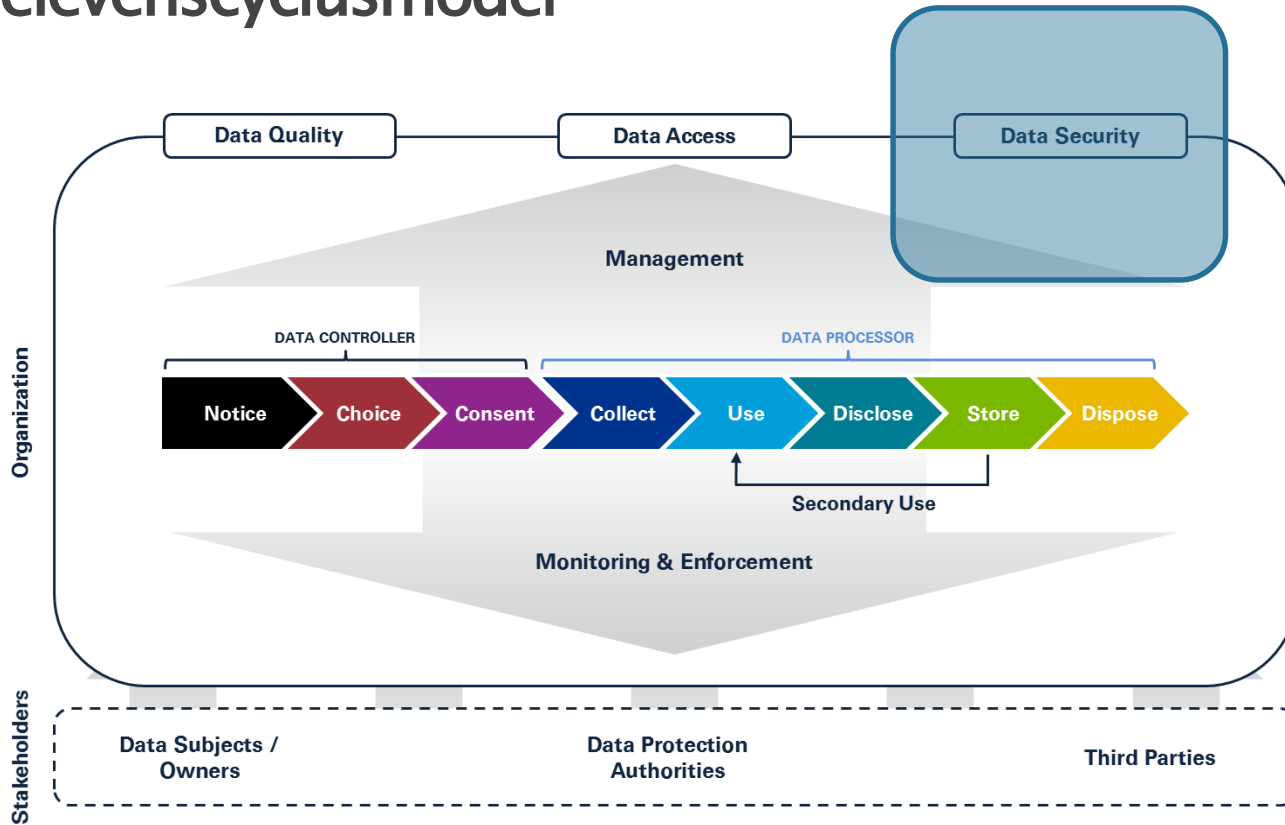 elevenscyclusmodel
Data Quality
Data Access
Data Security
Management
DATA CONTROLLER
DATA PROCESSOR
Organization
Notice
Choice
Consent
Collect
Use
Disclose
Store
Dispose
Secondary Use
Monitoring & Enforcement
Stakeholders
Data Subjects /
Owners
Data Protection
Authorities
Third Parties